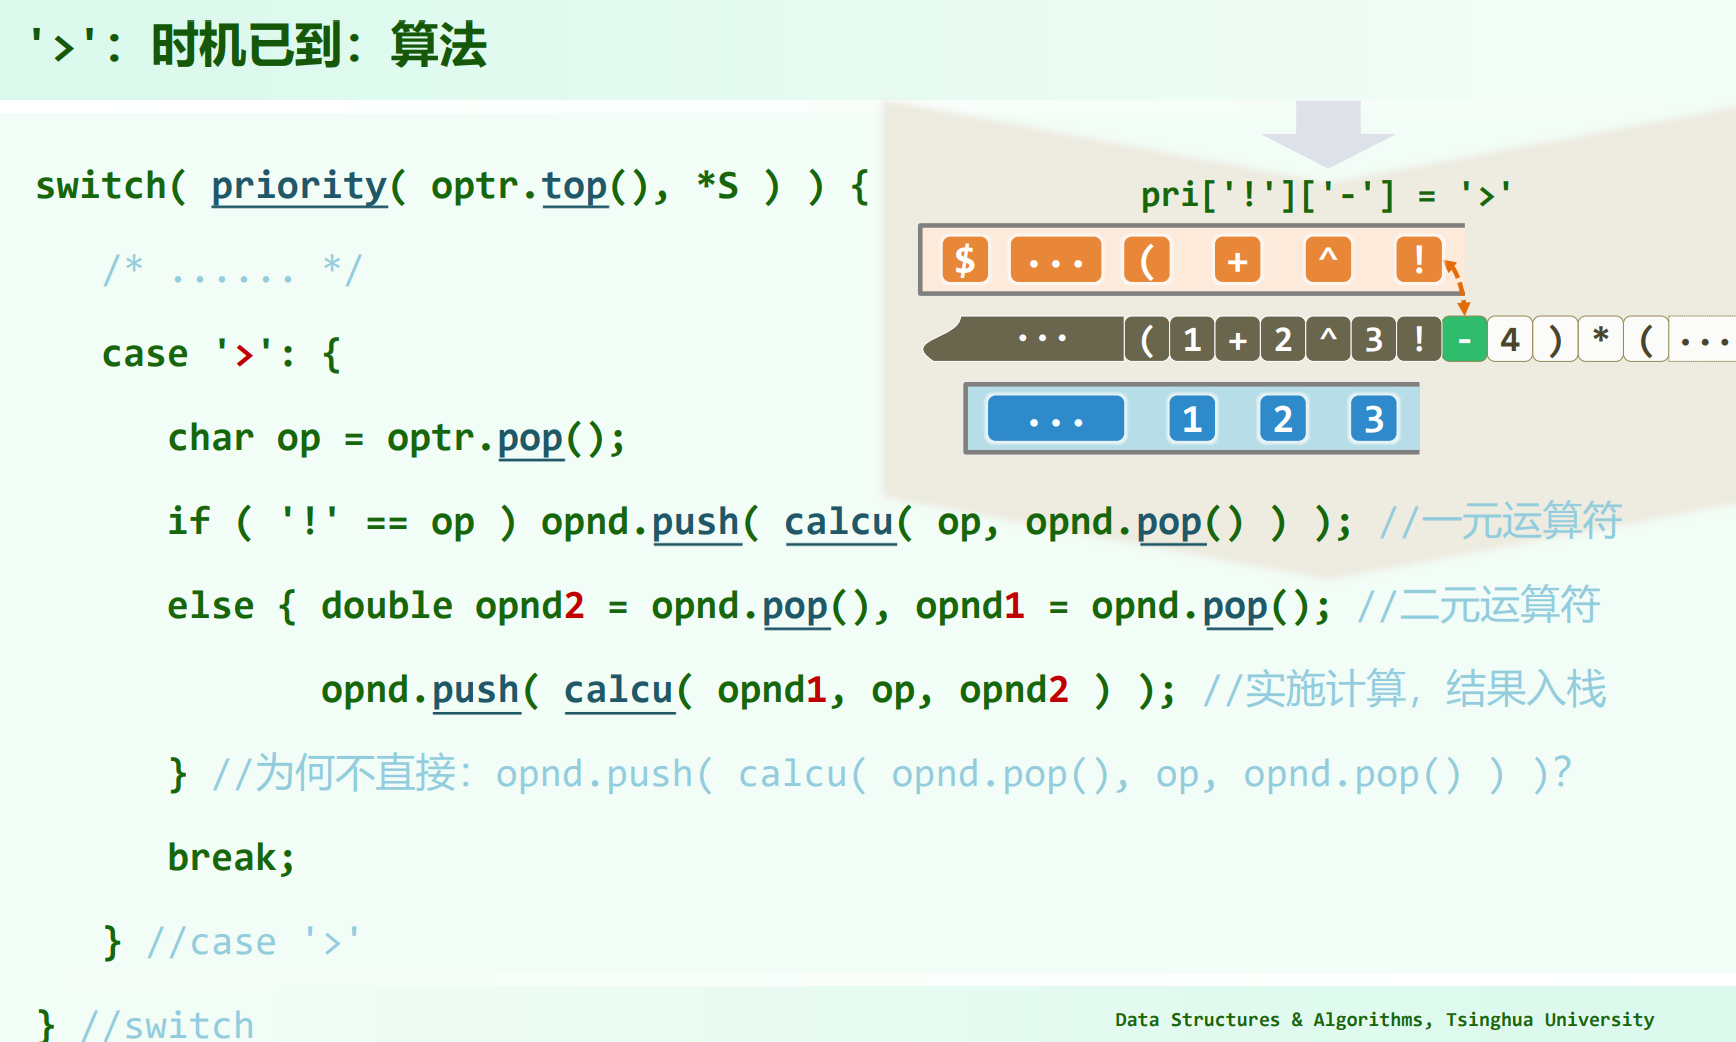 '>'：时机已到：算法
switch( priority( optr.top(), *S ) ) {
/* ...... */
case '>': {
char op = optr.pop();
if ( '!' == op ) opnd.push( calcu( op, opnd.pop() ) ); //一元运算符
else { double opnd2 = opnd.pop(), opnd1 = opnd.pop(); //二元运算符
opnd.push( calcu( opnd1, op, opnd2 ) ); //实施计算，结果入栈
} //为何不直接：opnd.push( calcu( opnd.pop(), op, opnd.pop() ) )？
break;
} //case '>'
} //switch
pri['!']['-'] = '>'
$ ... ( + ^ !
... ( 1 + 2 ^ 3 ! - 4 ) * ( ...
... 1 2 3
Data Structures & Algorithms, Tsinghua University